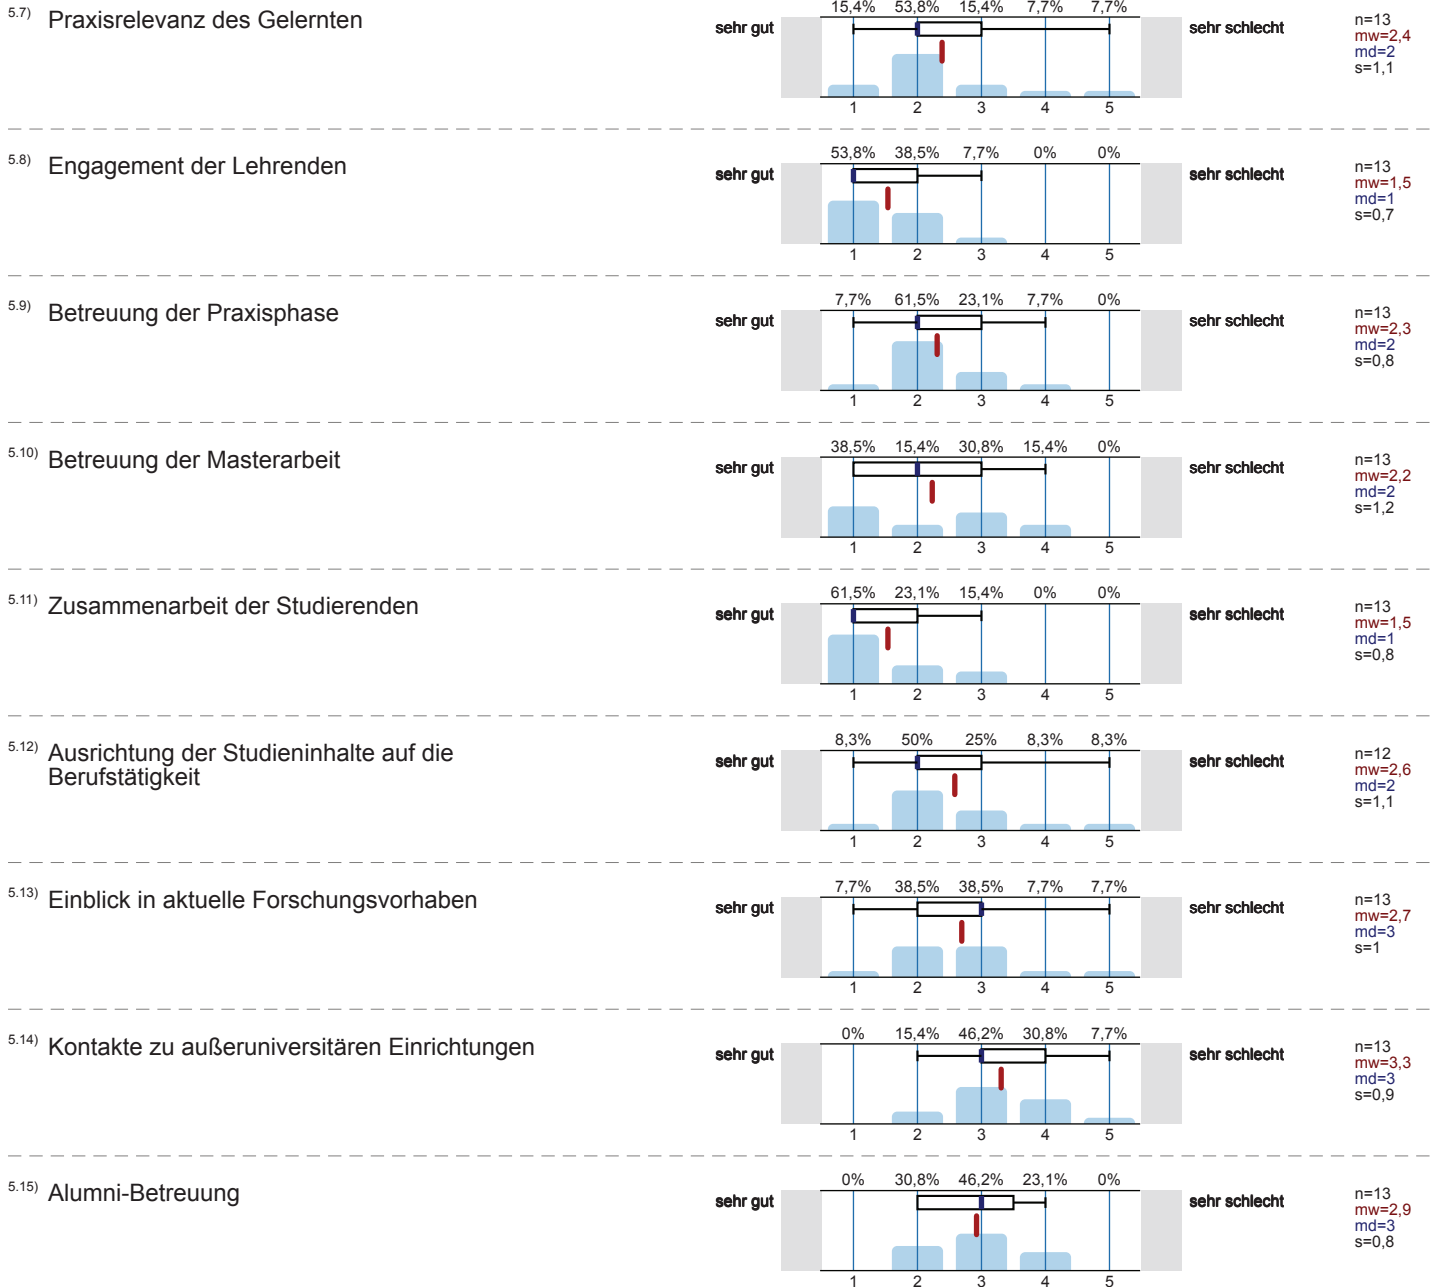 5.7) Praxisrelevanz des Gelernten
15,4% 53,8% 15,4% 7,7% 7,7%
sehr gut sehr schlecht
n=13
mw=2,4
md=2
s=1,1
1 2 3 4 5
5.8) Engagement der Lehrenden
53,8% 38,5% 7,7% 0% 0%
sehr gut sehr schlecht
n=13
mw=1,5
md=1
s=0,7
1 2 3 4 5
5.9) Betreuung der Praxisphase
7,7% 61,5% 23,1% 7,7% 0%
sehr gut sehr schlecht
n=13
mw=2,3
md=2
s=0,8
1 2 3 4 5
5.10) Betreuung der Masterarbeit
38,5% 15,4% 30,8% 15,4% 0%
sehr gut sehr schlecht
n=13
mw=2,2
md=2
s=1,2
1 2 3 4 5
5.11) Zusammenarbeit der Studierenden
61,5% 23,1% 15,4% 0% 0%
sehr gut sehr schlecht
n=13
mw=1,5
md=1
s=0,8
1 2 3 4 5
5.12) Ausrichtung der Studieninhalte auf die
Berufstätigkeit
8,3% 50% 25% 8,3% 8,3%
sehr gut sehr schlecht
n=12
mw=2,6
md=2
s=1,1
1 2 3 4 5
5.13) Einblick in aktuelle Forschungsvorhaben
7,7% 38,5% 38,5% 7,7% 7,7%
sehr gut sehr schlecht
n=13
mw=2,7
md=3
s=1
1 2 3 4 5
5.14) Kontakte zu außeruniversitären Einrichtungen
0% 15,4% 46,2% 30,8% 7,7%
sehr gut sehr schlecht
n=13
mw=3,3
md=3
s=0,9
1 2 3 4 5
5.15) Alumni-Betreuung
0% 30,8% 46,2% 23,1% 0%
sehr gut sehr schlecht
n=13
mw=2,9
md=3
s=0,8
1 2 3 4 5